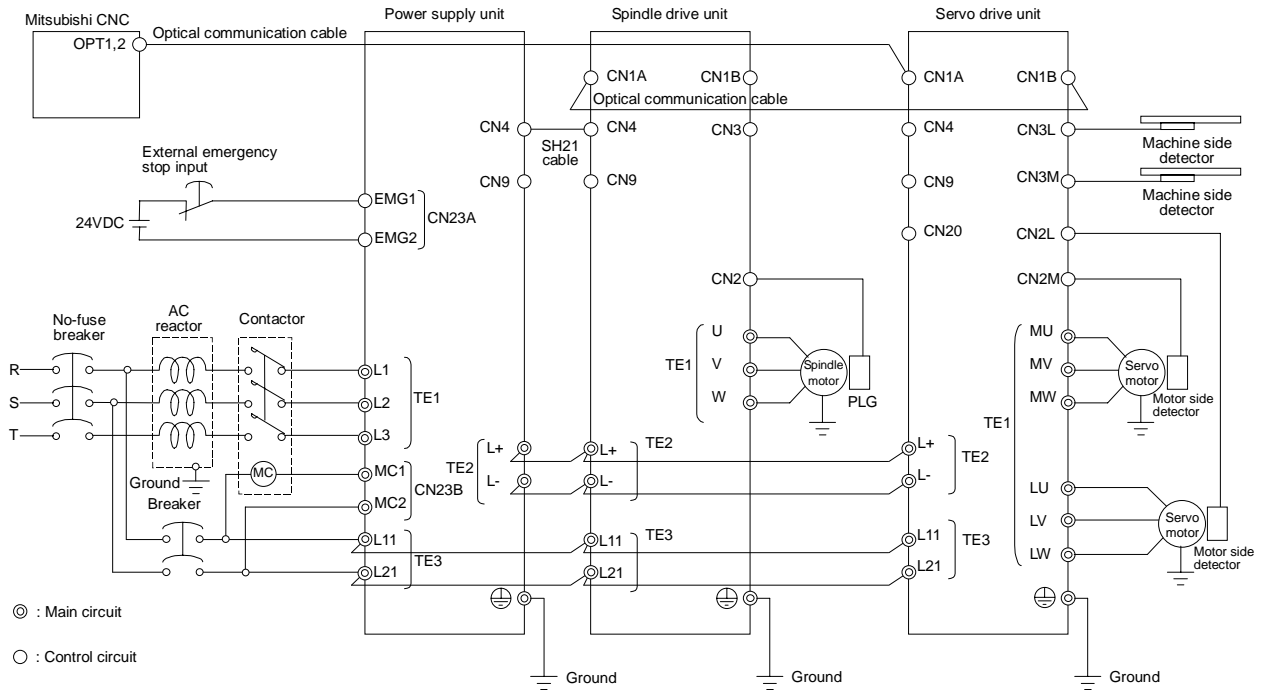 Power supply unit
Spindle drive unit
Servo drive unit
Mitsubishi CNC
OPT1,2
Optical communication cable
CN1A
CN1B
CN1A
CN1B
Optical communication cable
CN4
CN4
CN3
CN4
CN3L
SH21
cable
Machine side
detector
External emergency
stop input
CN9
CN9
CN9
CN3M
Machine side
detector
EMG1
CN23A
24VDC
EMG2
CN20
CN2L
CN2
CN2M
No-fuse
breaker
AC
reactor
Contactor
U
MU
R
L1
TE1
V
Spindle
motor
MV
Servo
motor
S
L2
TE1
W
PLG
MW
Motor side
detector
T
L3
TE1
L+
L+
TE2
L+
MC
MC1
TE2
TE2
Ground
CN23B
L-
L-
L-
LU
Breaker
MC2
LV
Servo
motor
L11
TE3
L11
TE3
L11
TE3
LW
Motor side
detector
L21
L21
L21
: Main circuit
: Control circuit
Ground
Ground
Ground